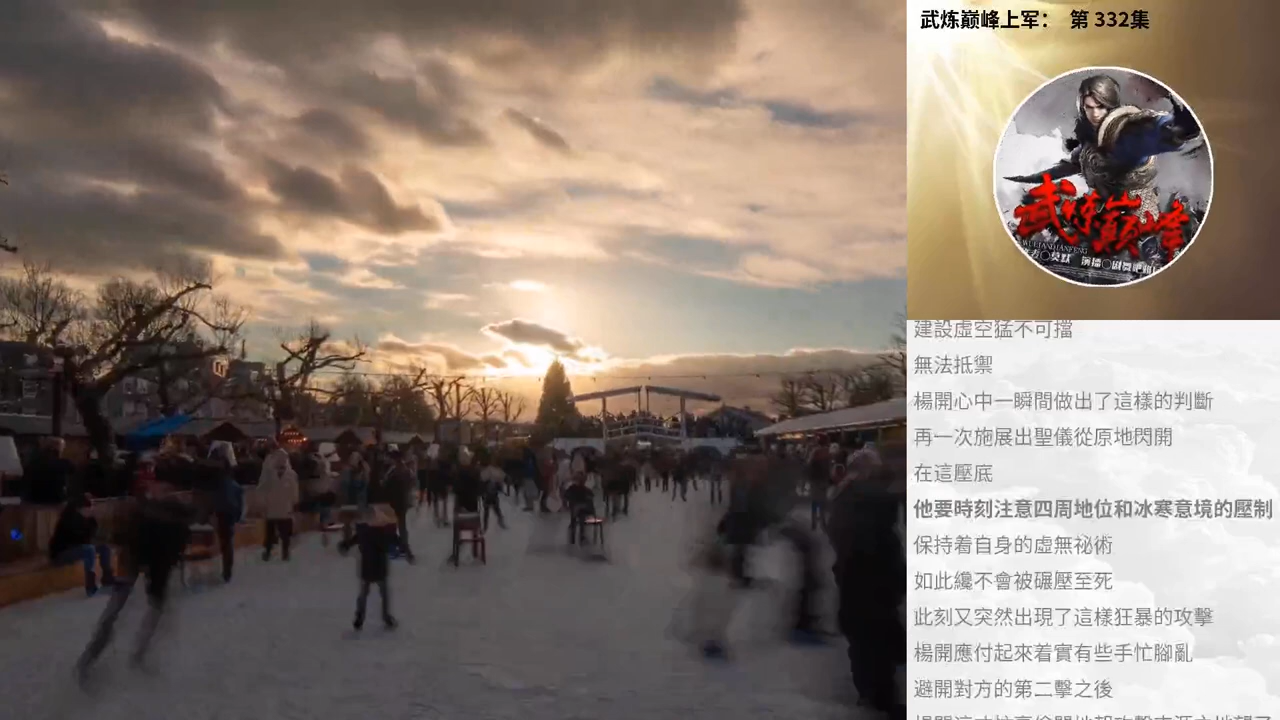 武炼巅峰上军： 第 332集
武炼巅峰
WULIANDIANFENG
莫默 演播
建設虛空猛不可擋
無法抵禦
楊開心中一瞬間做出了這樣的判斷
再一次施展出聖儀從原地閃開
在這壓底
他要時刻注意四周地位和冰寒意境的壓制
保持着自身的虛無祕術
如此纔不會被碾壓至死
此刻又突然出現了這樣狂暴的攻擊
楊開應付起來着實有些手忙腳亂
避開對方的第二擊之後